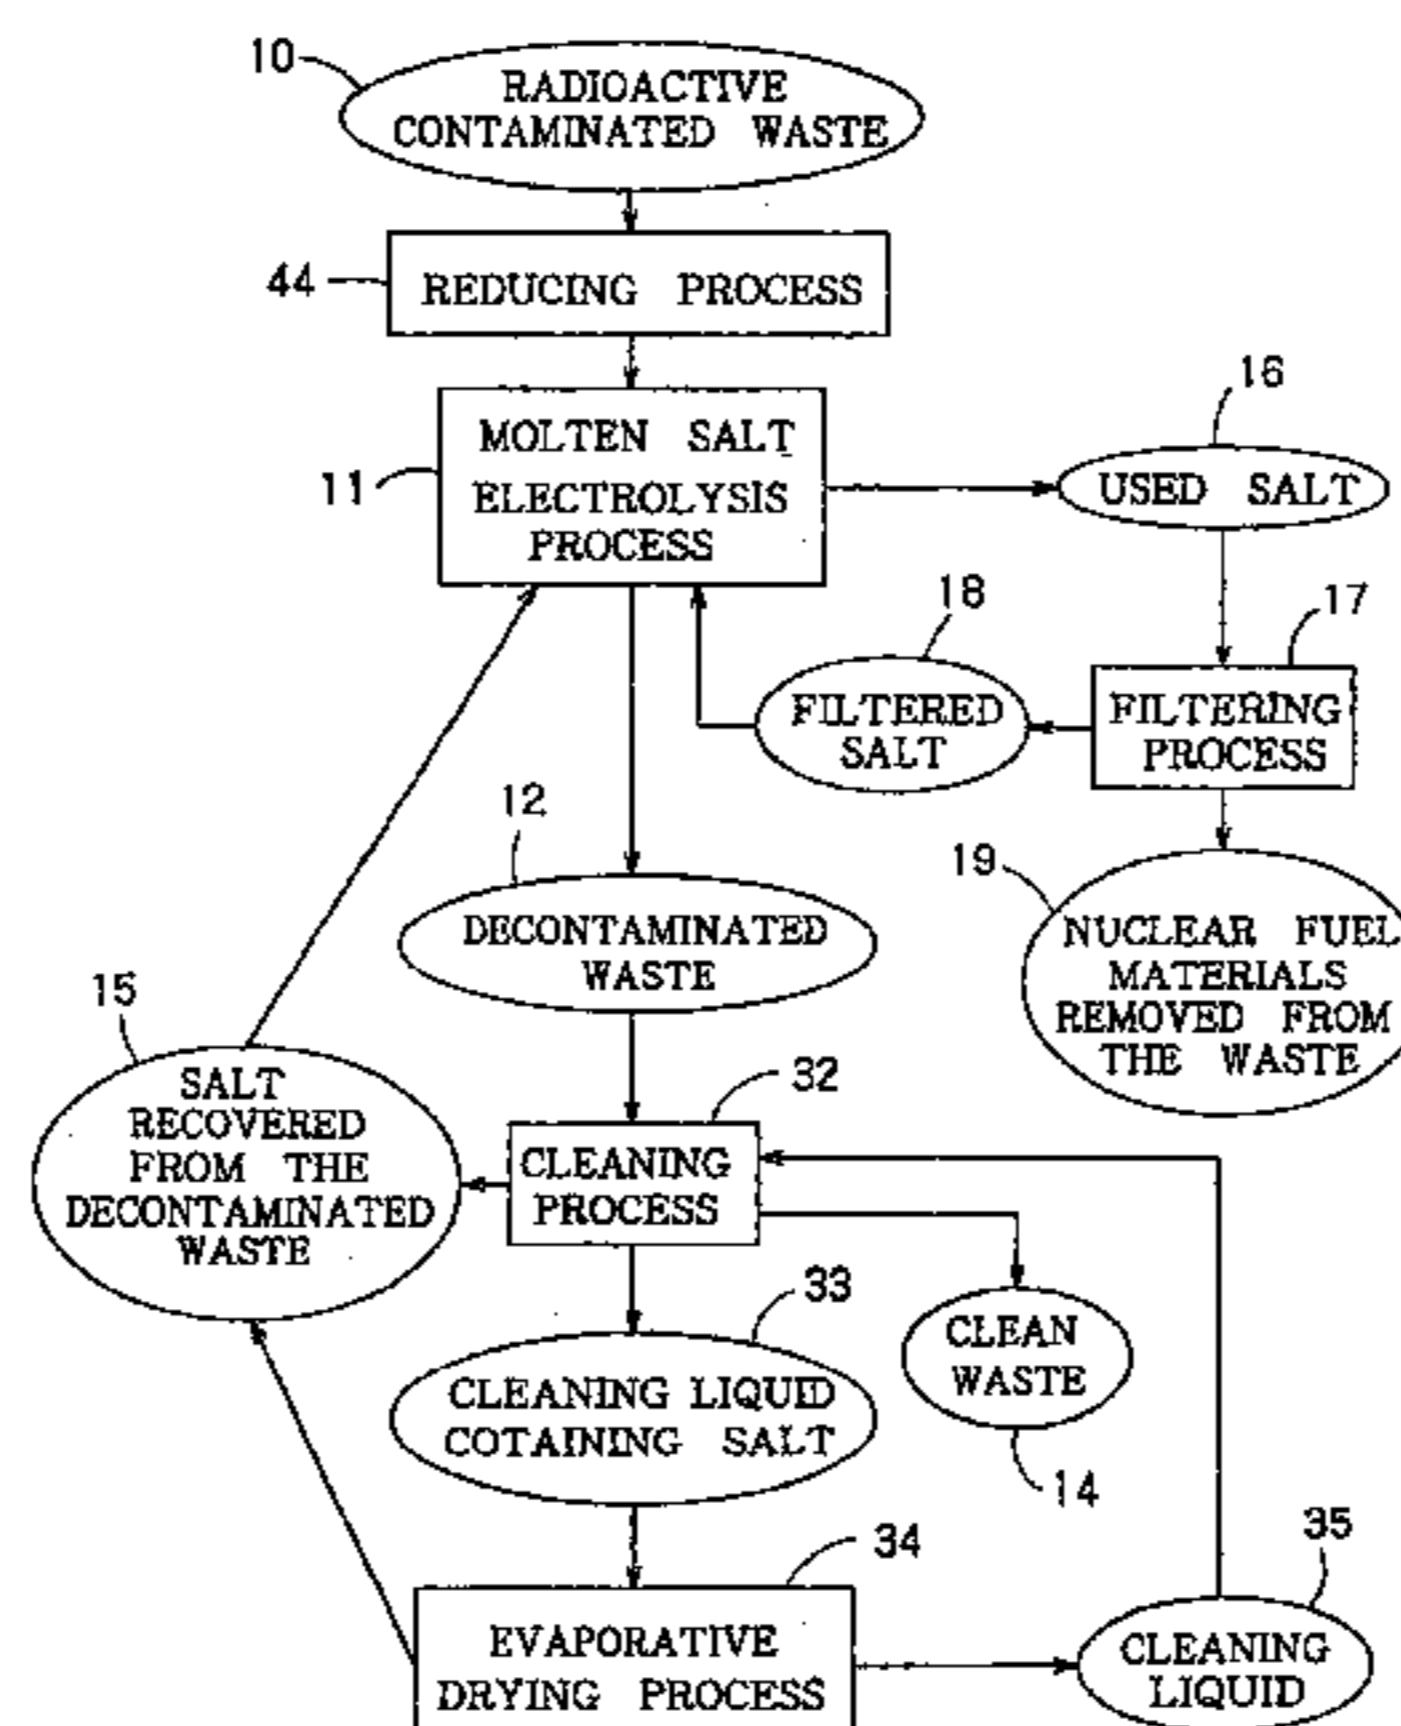 10
RADIOACTIVE
CONTAMINATED WASTE
44
REDUCING PROCESS
11
MOLTEN SALT
ELECTROLYSIS
PROCESS
16
USED SALT
17
FILTERING
PROCESS
18
FILTERED
SALT
19
NUCLEAR FUEL
MATERIALS
REMOVED FROM
THE WASTE
12
DECONTAMINATED
WASTE
15
SALT
RECOVERED
FROM THE
DECONTAMINATED
WASTE
32
CLEANING
PROCESS
33
CLEANING LIQUID
COTAINING SALT
CLEAN
WASTE
14
34
EVAPORATIVE
DRYING PROCESS
35
CLEANING
LIQUID